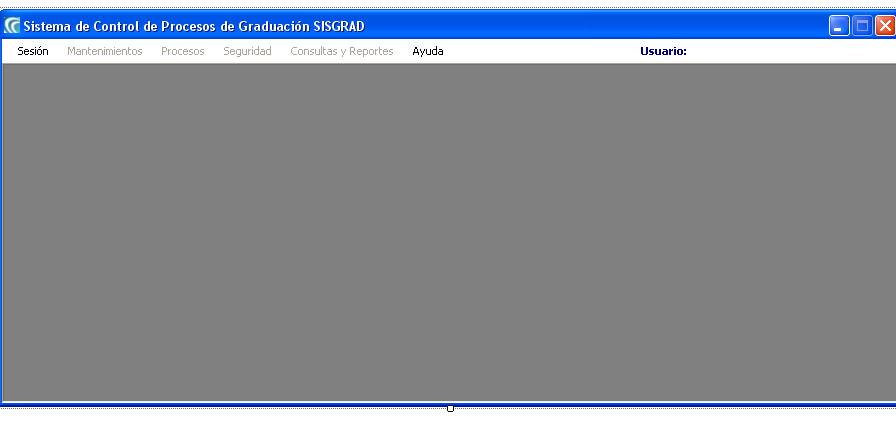 Sistema de Control de Procesos de Graduación SISGRAD
Sesión Mantenimientos Procesos Seguridad Consultas y Reportes Ayuda Usuario: